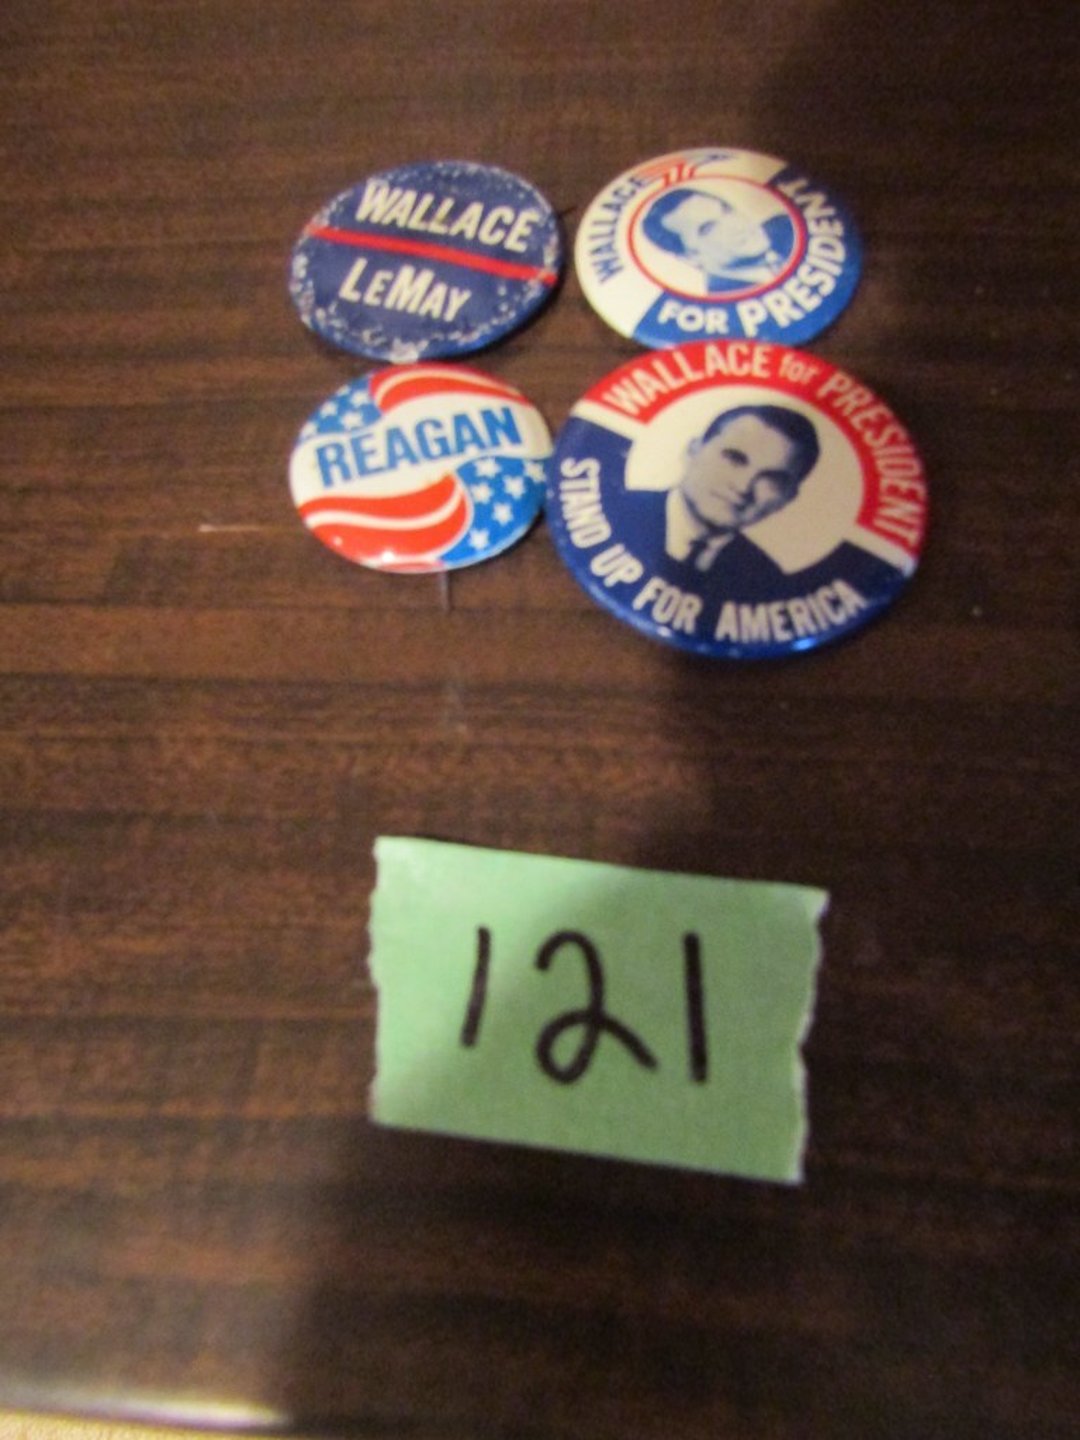 WALLACE
LEMAY
WALLACE
FOR PRESIDENT
REAGAN
WALLACE for PRESIDENT
STAND UP FOR AMERICA
121